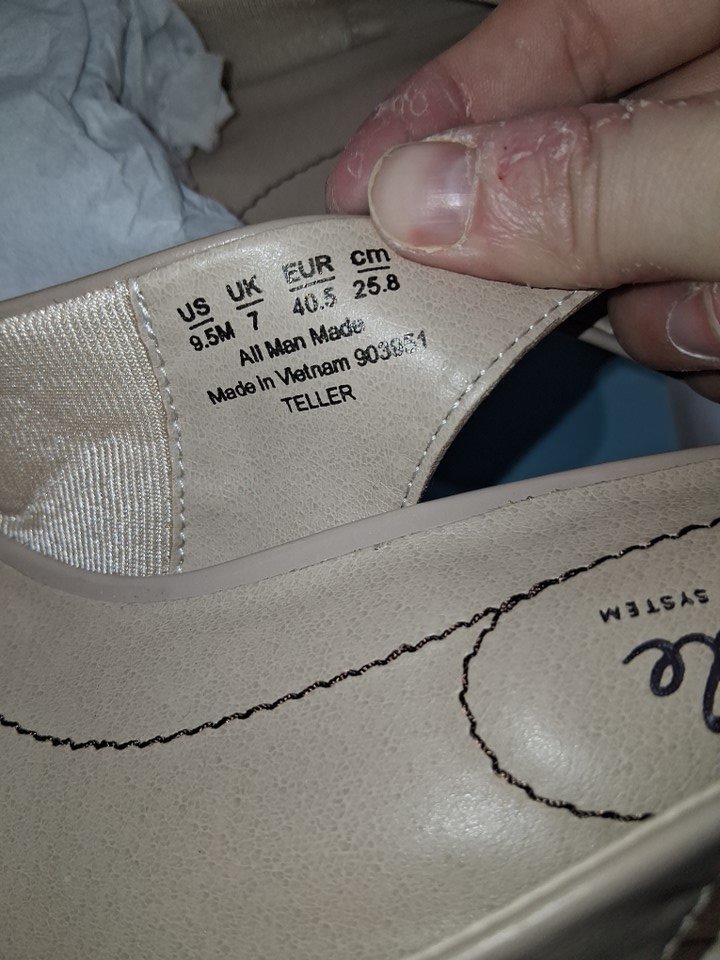 US UK EUR cm
9.5M 7 40.5 25.8
All Man Made
Made in Vietnam 903951
TELLER
SYSTEM